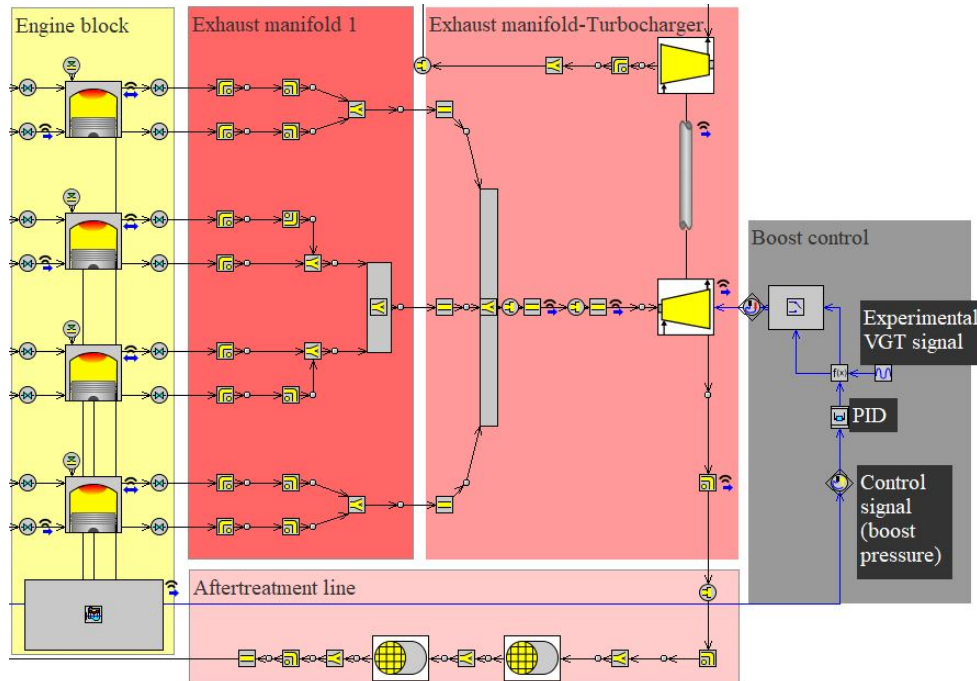 Engine block
Exhaust manifold 1
Exhaust manifold-Turbocharger
Boost control
Experimental
VGT signal
f(x)
PID
Control
signal
(boost
pressure)
Aftertreatment line